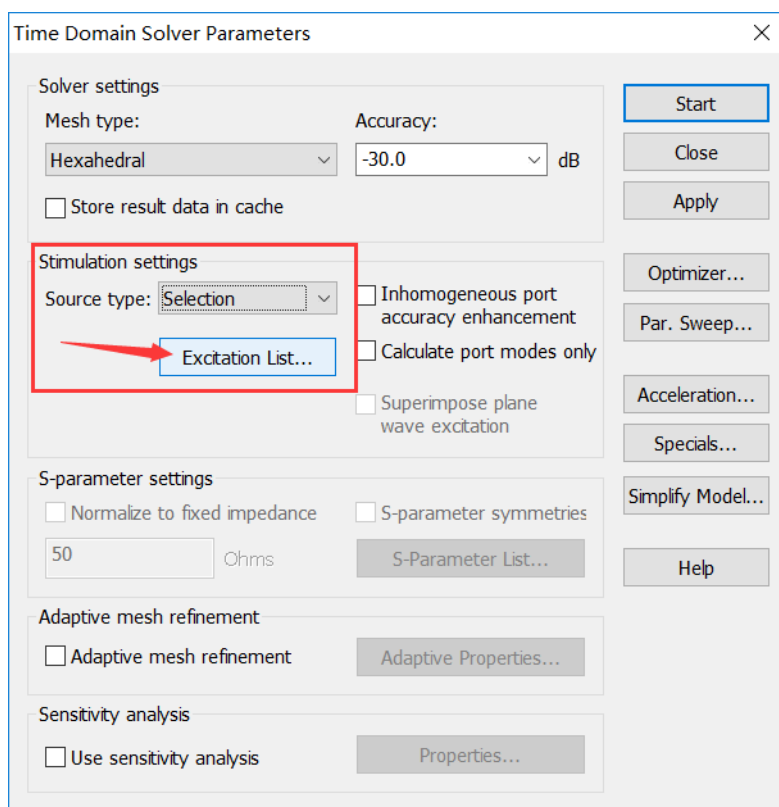 Time Domain Solver Parameters
Solver settings
Mesh type:
Accuracy:
Hexahedral
-30.0
dB
Store result data in cache
Stimulation settings
Source type:
Selection
Excitation List...
Inhomogeneous port
accuracy enhancement
Calculate port modes only
Superimpose plane
wave excitation
S-parameter settings
Normalize to fixed impedance
S-parameter symmetries
50
Ohms
S-Parameter List...
Adaptive mesh refinement
Adaptive mesh refinement
Adaptive Properties...
Sensitivity analysis
Use sensitivity analysis
Properties...
Start
Close
Apply
Optimizer...
Par. Sweep...
Acceleration...
Specials...
Simplify Model...
Help